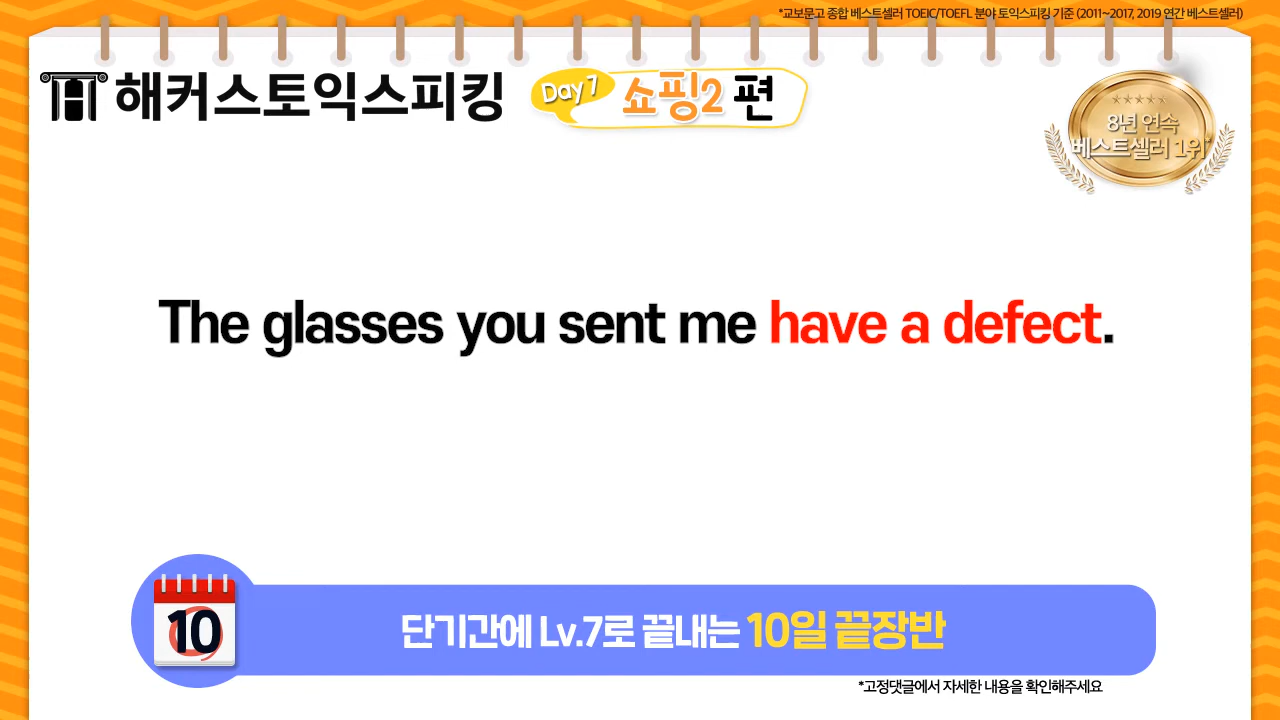 *교보문고 종합 베스트셀러 TOEIC/TOEFL 분야 토익스피킹 기준 (2011~2017, 2019 연간 베스트셀러)
해커스토익스피킹 Day 7 쇼핑2 편
8년 연속
베스트셀러 1위*
The glasses you sent me have a defect.
10
단기간에 Lv.7로 끝내는 10일 끝장반
*고정댓글에서 자세한 내용을 확인해주세요